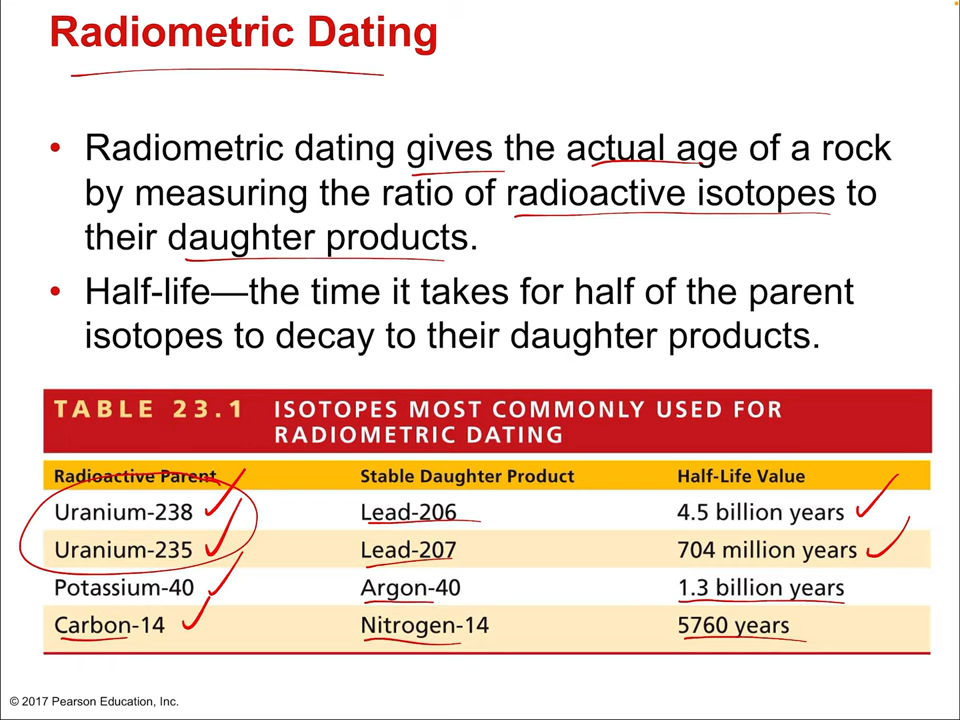 Radiometric Dating
• Radiometric dating gives the actual age of a rock
by measuring the ratio of radioactive isotopes to
their daughter products.
• Half-life—the time it takes for half of the parent
isotopes to decay to their daughter products.
TABLE 23.1 ISOTOPES MOST COMMONLY USED FOR
RADIOMETRIC DATING
Radioactive Parent Stable Daughter Product Half-Life Value
Uranium-238 Lead-206 4.5 billion years
Uranium-235 Lead-207 704 million years
Potassium-40 Argon-40 1.3 billion years
Carbon-14 Nitrogen-14 5760 years
© 2017 Pearson Education, Inc.